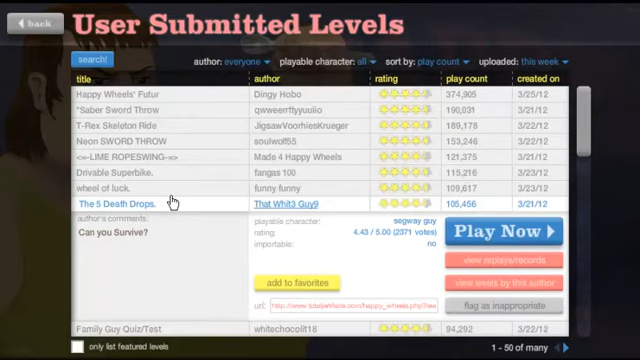 back User Submitted Levels
search! author: everyone playable character: all sort by: play count uploaded: this week
title author rating play count created on
Happy Wheels' Futur Dingy Hobo 374,905 3/25/12
"Saber Sword Throw qweerrftyyuuiio 190,031 3/21/12
T-Rex Skeleton Ride JigsawVoorhiesKrueger 189,178 3/22/12
Neon SWORD THROW soulwolf55 153,246 3/22/12
<=-LIME ROPESWING-=> Made 4 Happy Wheels 121,375 3/21/12
Drivable Superbike. fangas 100 115,216 3/23/12
wheel of luck. funny funny 109,617 3/23/12
The 5 Death Drops. That Whit3 Guy9 105,456 3/21/12
author's comments:
Can you Survive?
playable character: segway guy
rating: 4.43 / 5.00 (2371 votes)
importable: no
Play Now
view replays/records
add to favorites view levels by this author
url: http://www.totaljerkface.com/happy_wheels.php? flag as inappropriate
Family Guy Quiz/Test whitechocolit18 94,292 3/22/12
only list featured levels 1 - 50 of many